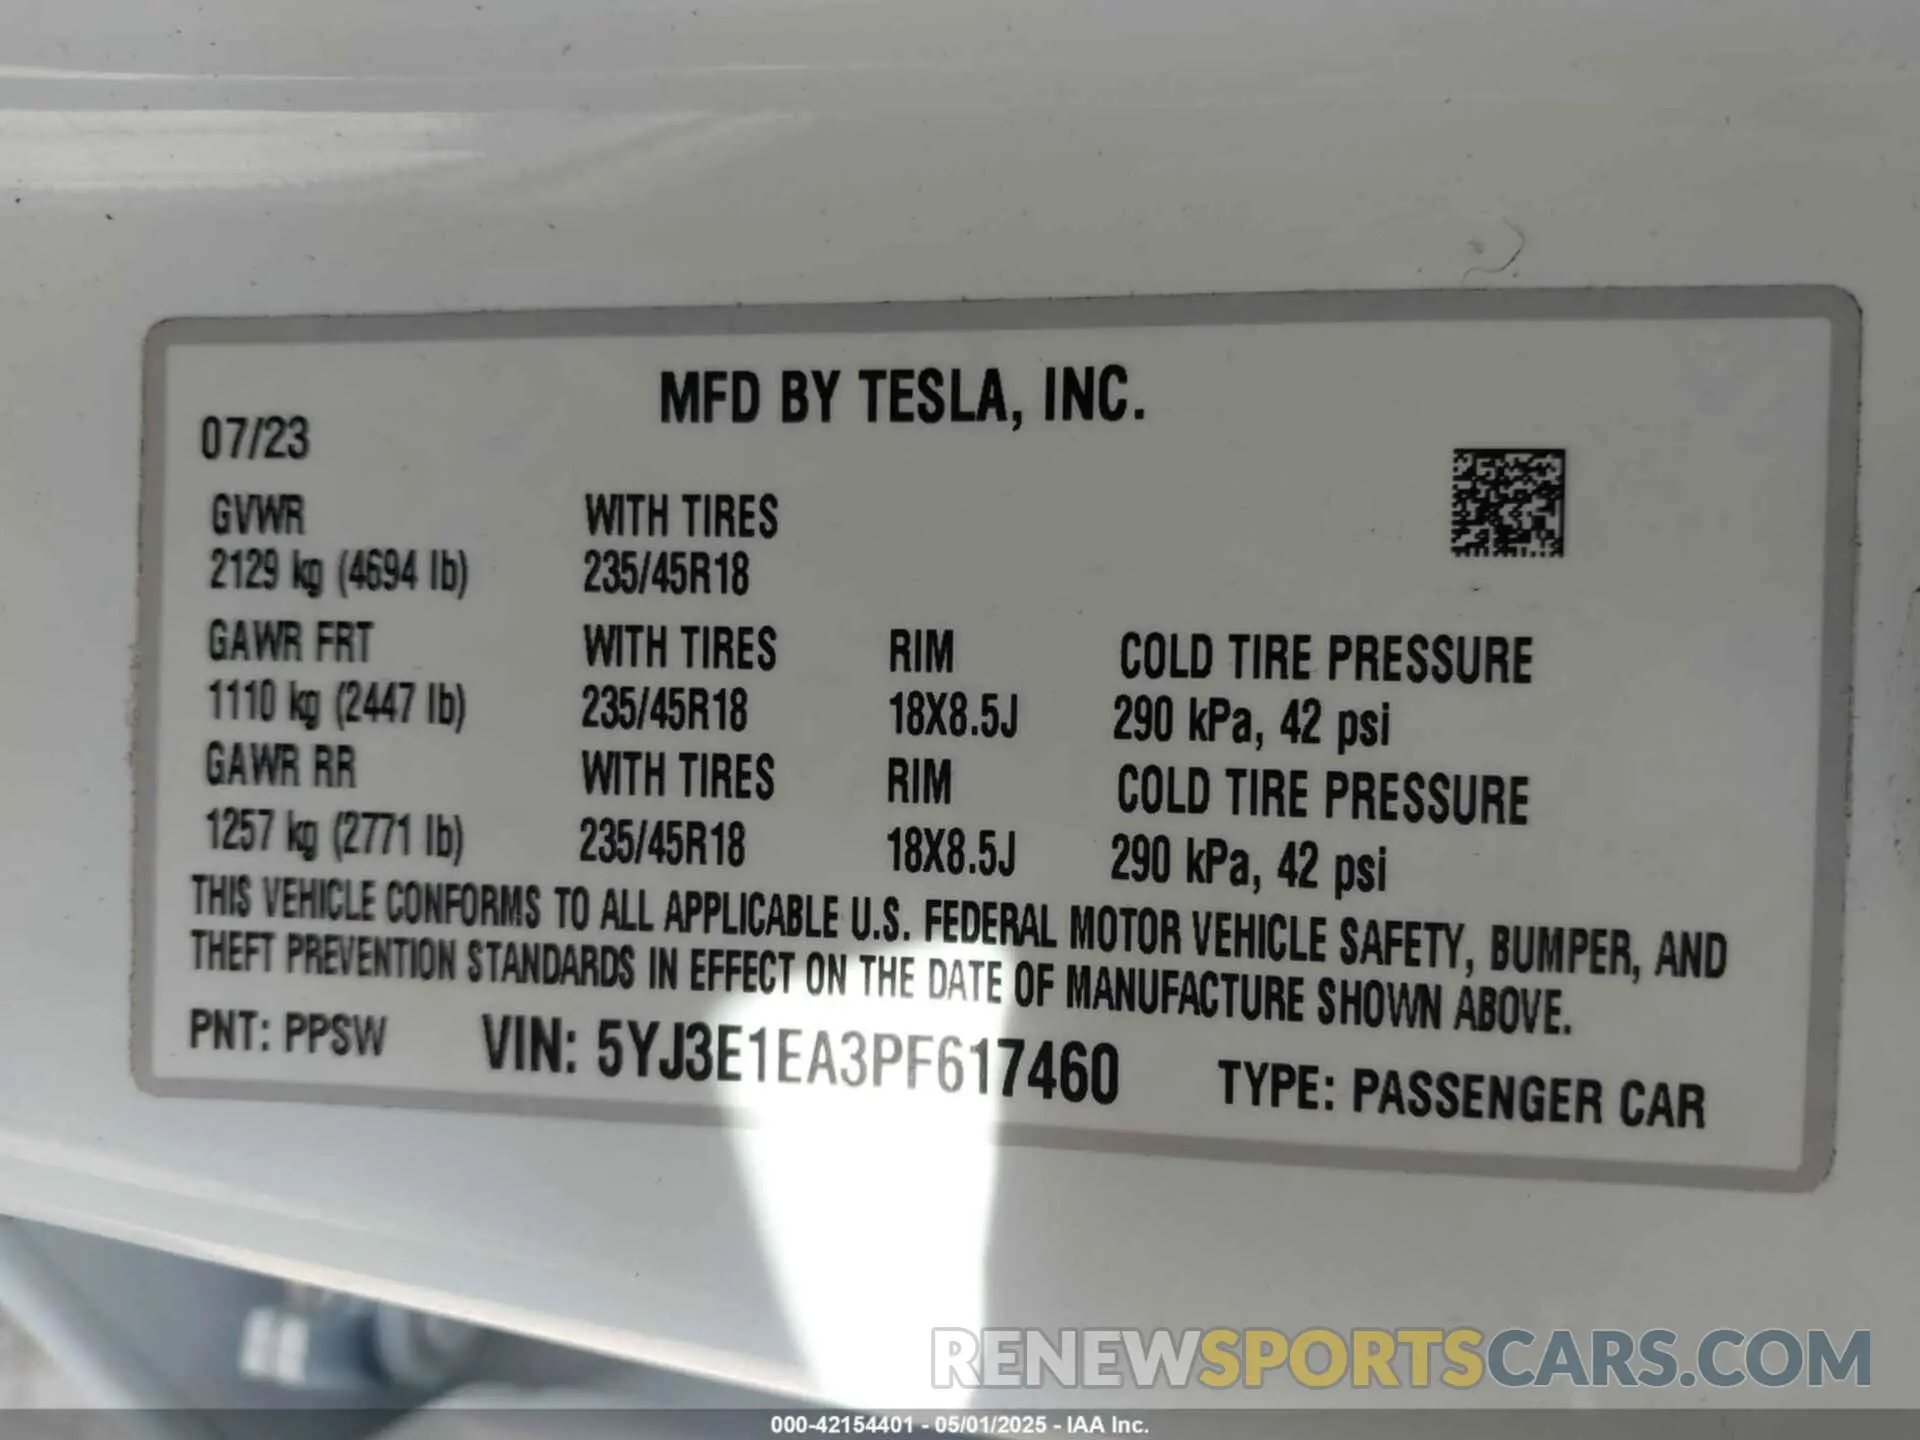 MFD BY TESLA, INC.
07/23
GVWR WITH TIRES
2129 kg (4694 lb) 235/45R18
GAWR FRT WITH TIRES RIM COLD TIRE PRESSURE
1110 kg (2447 lb) 235/45R18 18X8.5J 290 kPa, 42 psi
GAWR RR WITH TIRES RIM COLD TIRE PRESSURE
1257 kg (2771 lb) 235/45R18 18X8.5J 290 kPa, 42 psi
THIS VEHICLE CONFORMS TO ALL APPLICABLE U.S. FEDERAL MOTOR VEHICLE SAFETY, BUMPER, AND
THEFT PREVENTION STANDARDS IN EFFECT ON THE DATE OF MANUFACTURE SHOWN ABOVE.
PNT: PPSW VIN: 5YJ3E1EA3PF617460 TYPE: PASSENGER CAR
RENEWSPORTSCARS.COM
000-42154401 - 05/01/2025 - IAA Inc.